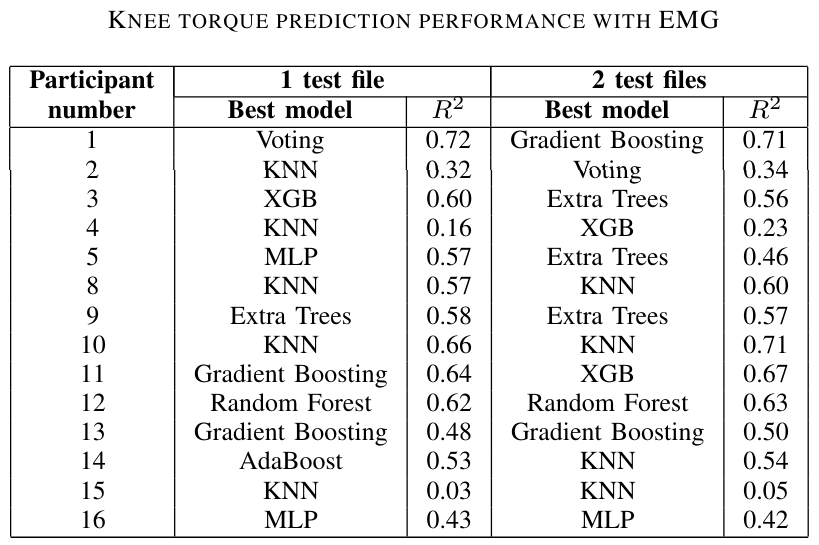 KNEE TORQUE PREDICTION PERFORMANCE WITH EMG
Participant number 1 test file 2 test files
Best model R² Best model R²
1 Voting 0.72 Gradient Boosting 0.71
2 KNN 0.32 Voting 0.34
3 XGB 0.60 Extra Trees 0.56
4 KNN 0.16 XGB 0.23
5 MLP 0.57 Extra Trees 0.46
8 KNN 0.57 KNN 0.60
9 Extra Trees 0.58 Extra Trees 0.57
10 KNN 0.66 KNN 0.71
11 Gradient Boosting 0.64 XGB 0.67
12 Random Forest 0.62 Random Forest 0.63
13 Gradient Boosting 0.48 Gradient Boosting 0.50
14 AdaBoost 0.53 KNN 0.54
15 KNN 0.03 KNN 0.05
16 MLP 0.43 MLP 0.42